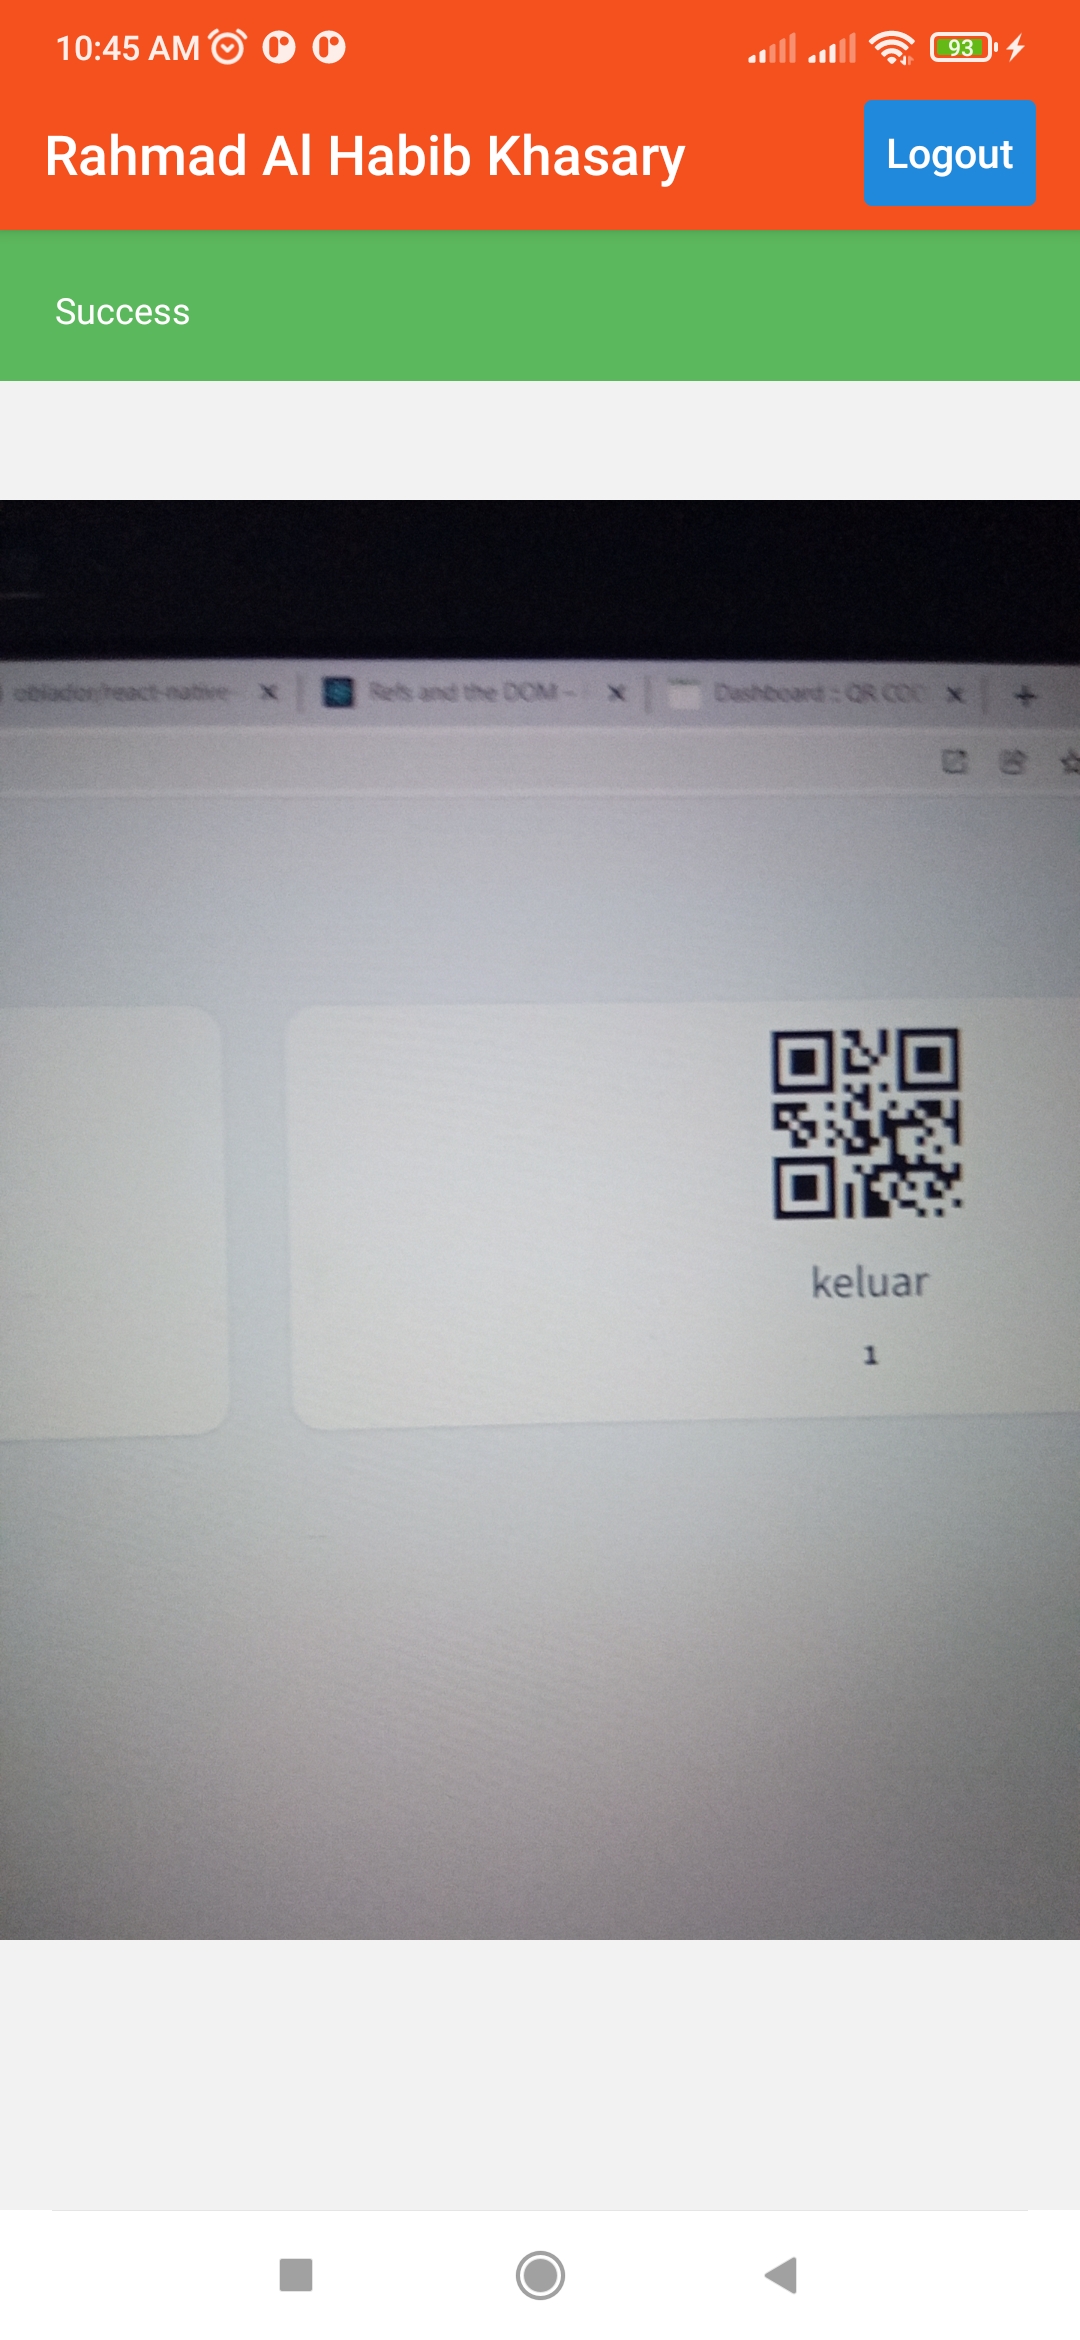 10:45 AM
93
Rahmad Al Habib Khasary
Logout
Success
oblador/react-native
Refs and the DOM –
Dashboard :: QR COD
keluar
1